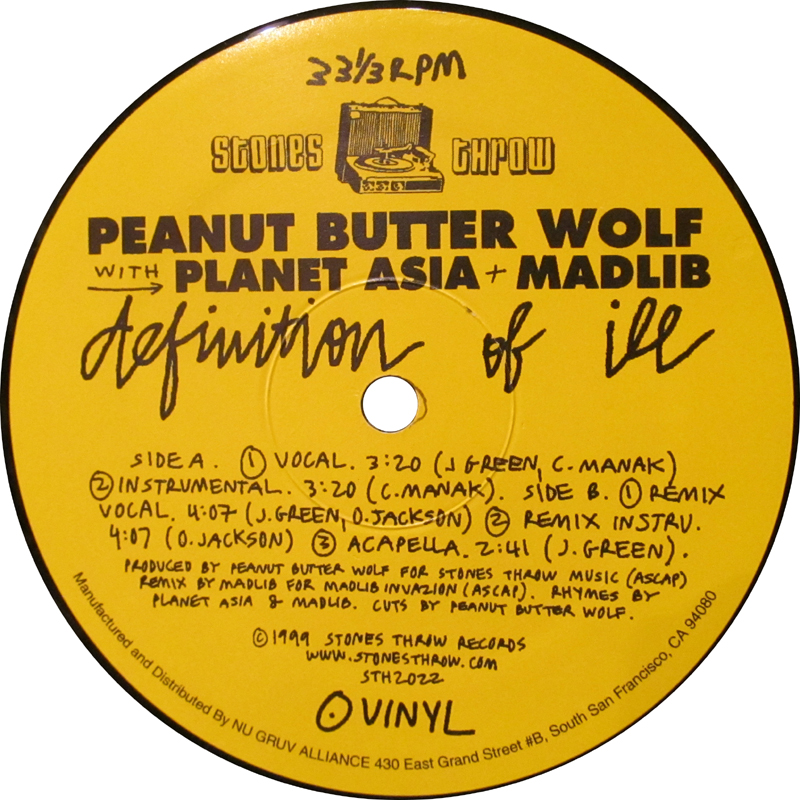 33 1/3 RPM
STONES THROW
PEANUT BUTTER WOLF
WITH PLANET ASIA + MADLIB
definition of ill
SIDE A. ① VOCAL. 3:20 (J GREEN, C. MANAK)
② INSTRUMENTAL. 3:20 (C. MANAK). SIDE B. ① REMIX
VOCAL. 4:07 (J. GREEN, O. JACKSON) ② REMIX INSTRU.
4:07 (O. JACKSON) ③ ACAPELLA. 2:41 (J. GREEN).
PRODUCED BY PEANUT BUTTER WOLF FOR STONES THROW MUSIC (ASCAP)
REMIX BY MADLIB FOR MADLIB INVAZION (ASCAP). RHYMES BY
PLANET ASIA & MADLIB. CUTS BY PEANUT BUTTER WOLF.
© 1999 STONES THROW RECORDS
WWW.STONESTHROW.COM
STH2022
VINYL
Manufactured and Distributed By NU GRUV ALLIANCE 430 East Grand Street #B, South San Francisco, CA 94080